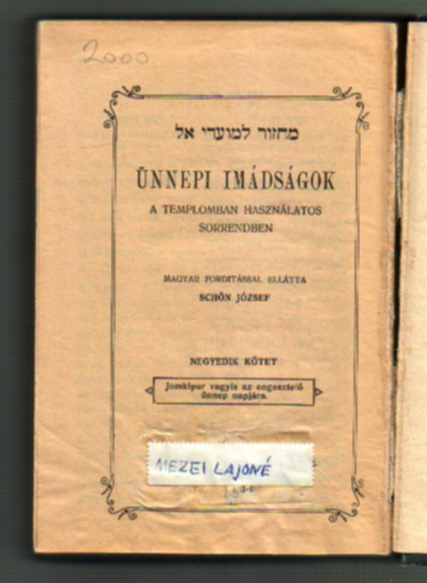 2000
מחזור למועדי אל
ÜNNEPI IMÁDSÁGOK
A TEMPLOMBAN HASZNÁLATOS
SORRENDBEN
MAGYAR FORDITÁSSAL ELLÁTTA
SCHÖN JÓZSEF
NEGYEDIK KÖTET
Jomkipur vagyis az engesztelő
ünnep napjára.
MEZEI LAJONÉ